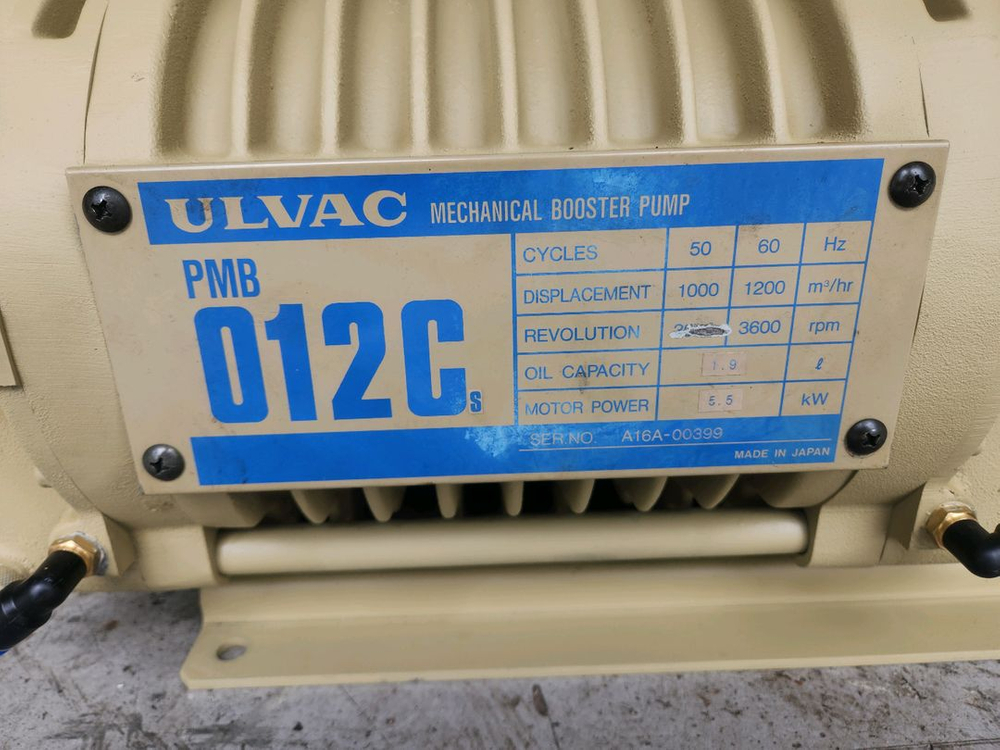 ULVAC MECHANICAL BOOSTER PUMP
PMB
012Cs
CYCLES 50 60 Hz
DISPLACEMENT 1000 1200 m³/hr
REVOLUTION 3600 rpm
OIL CAPACITY 1.9 ℓ
MOTOR POWER 5.5 kW
SER.NO. A16A-00399
MADE IN JAPAN